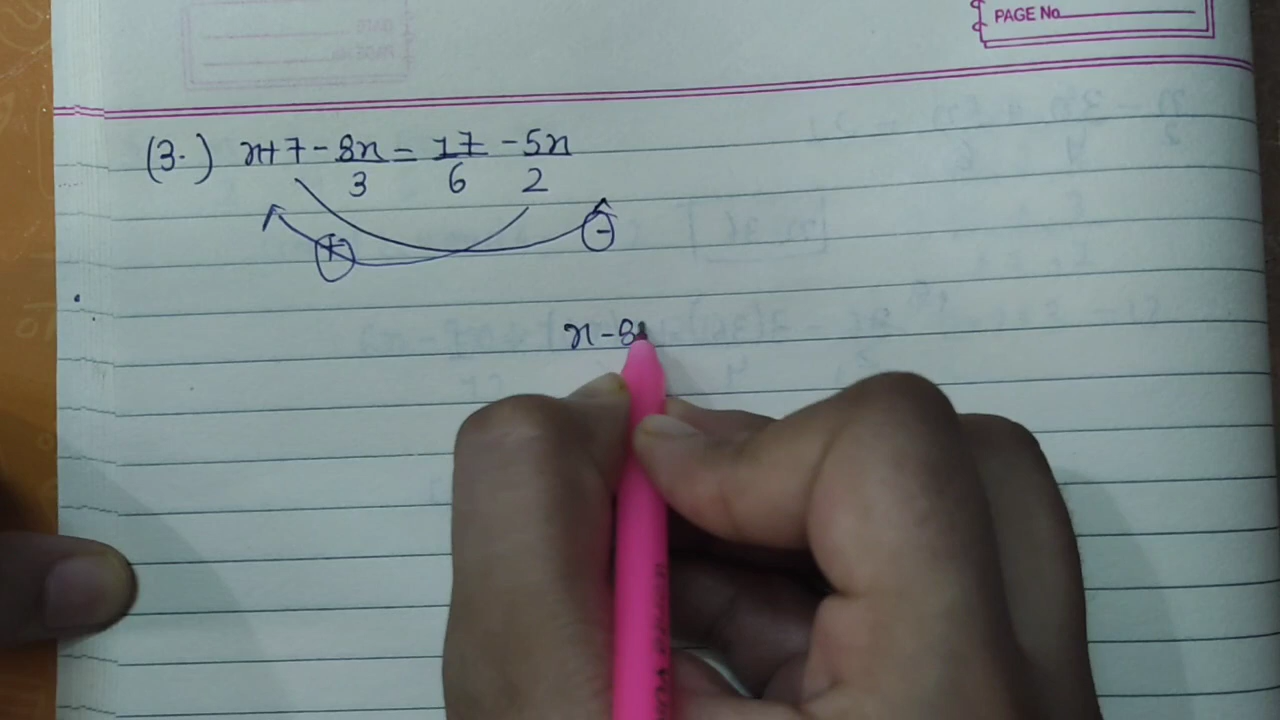 PAGE No.
(3.) x+7-8x/3=17/6-5x/2
+ -
x-8